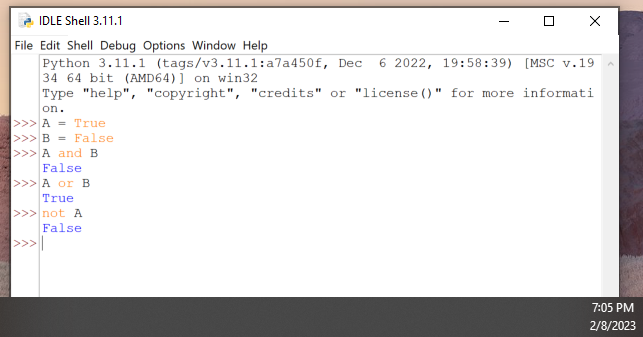 IDLE Shell 3.11.1
File Edit Shell Debug Options Window Help
Python 3.11.1 (tags/v3.11.1:a7a450f, Dec  6 2022, 19:58:39) [MSC v.19
34 64 bit (AMD64)] on win32
Type "help", "copyright", "credits" or "license()" for more informati
on.
>>> A = True
>>> B = False
>>> A and B
False
>>> A or B
True
>>> not A
False
>>>
7:05 PM
2/8/2023